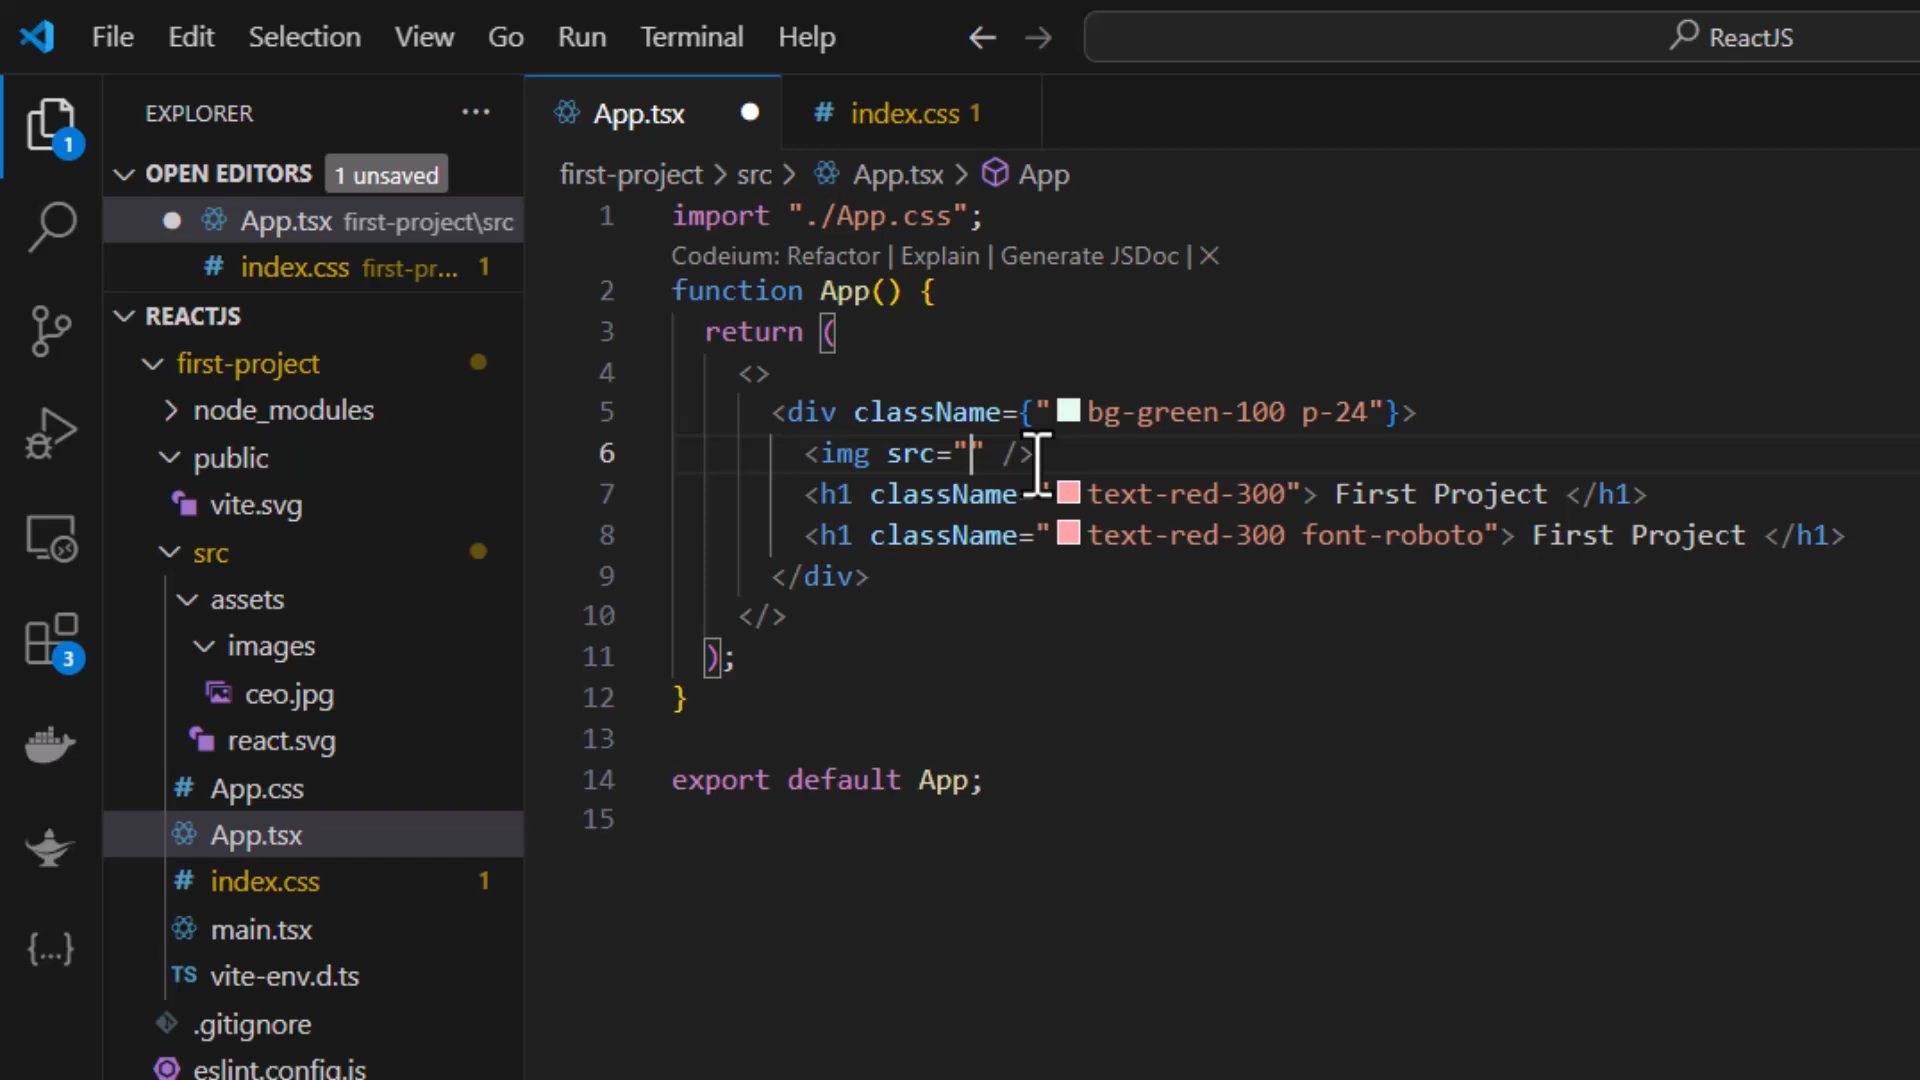 File Edit Selection View Go Run Terminal Help
ReactJS
EXPLORER
OPEN EDITORS 1 unsaved
App.tsx first-project\src
index.css first-pr... 1
REACTJS
first-project
node_modules
public
vite.svg
src
assets
images
ceo.jpg
react.svg
App.css
App.tsx
index.css 1
main.tsx
TS vite-env.d.ts
.gitignore
eslint.config.js
1
3
App.tsx
index.css 1
first-project > src > App.tsx > App
1 import "./App.css";
Codeium: Refactor | Explain | Generate JSDoc | ×
2 function App() {
3 return (
4 <>
5 <div className={"bg-green-100 p-24"}>
6 <img src="" />
7 <h1 className="text-red-300"> First Project </h1>
8 <h1 className="text-red-300 font-roboto"> First Project </h1>
9 </div>
10 </>
11 );
12 }
13
14 export default App;
15